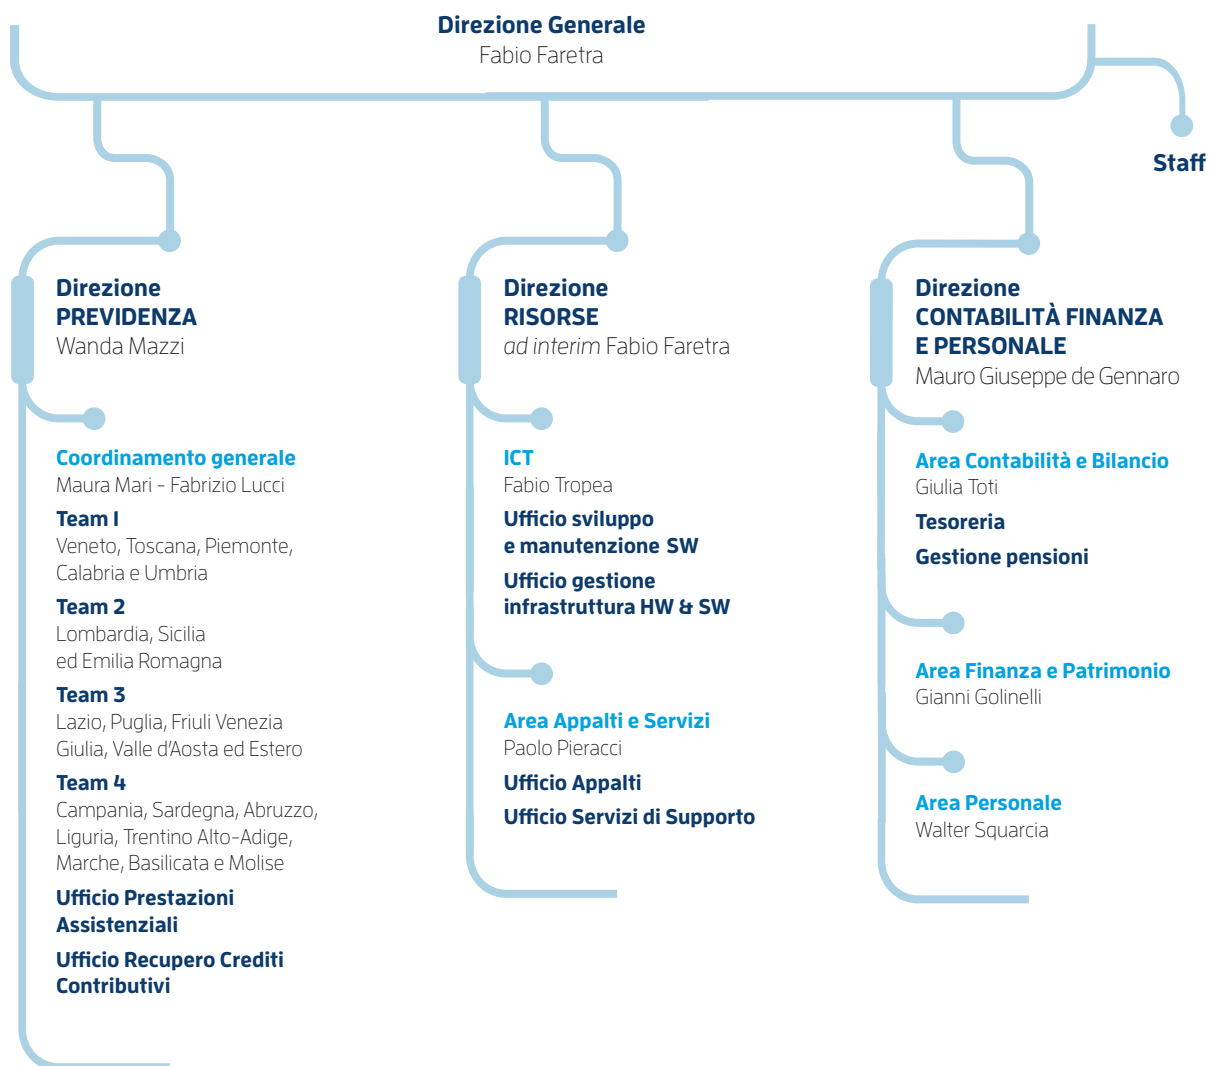 Direzione Generale
Fabio Faretra
Staff
Direzione
PREVIDENZA
Wanda Mazzi
Coordinamento generale
Maura Mari - Fabrizio Lucci
Team I
Veneto, Toscana, Piemonte,
Calabria e Umbria
Team 2
Lombardia, Sicilia
ed Emilia Romagna
Team 3
Lazio, Puglia, Friuli Venezia
Giulia, Valle d'Aosta ed Estero
Team 4
Campania, Sardegna, Abruzzo,
Liguria, Trentino Alto-Adige,
Marche, Basilicata e Molise
Ufficio Prestazioni
Assistenziali
Ufficio Recupero Crediti
Contributivi
Direzione
RISORSE
ad interim Fabio Faretra
ICT
Fabio Tropea
Ufficio sviluppo
e manutenzione SW
Ufficio gestione
infrastruttura HW & SW
Area Appalti e Servizi
Paolo Pieracci
Ufficio Appalti
Ufficio Servizi di Supporto
Direzione
CONTABILITÀ FINANZA
E PERSONALE
Mauro Giuseppe de Gennaro
Area Contabilità e Bilancio
Giulia Toti
Tesoreria
Gestione pensioni
Area Finanza e Patrimonio
Gianni Golinelli
Area Personale
Walter Squarcia